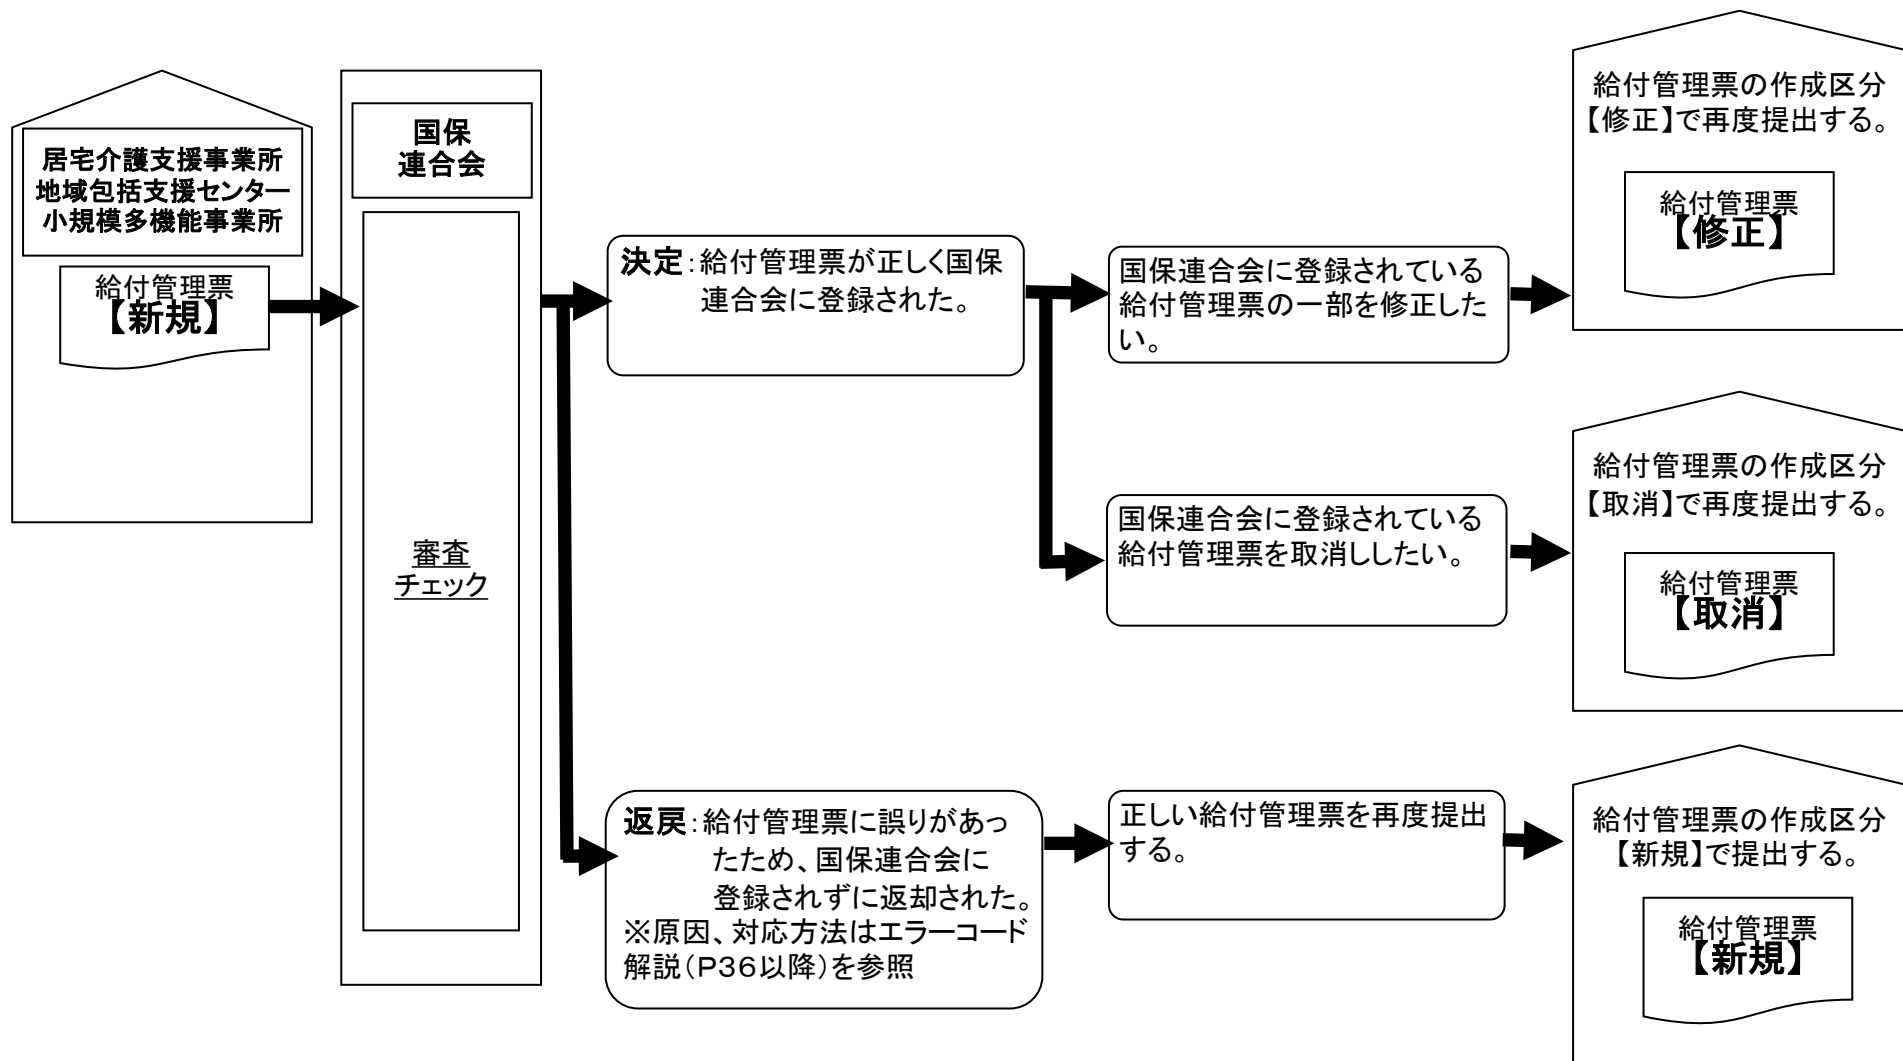 居宅介護支援事業所
地域包括支援センター
小規模多機能事業所
給付管理票
【新規】
国保
連合会
審査
チェック
決定：給付管理票が正しく国保
連合会に登録された。
国保連合会に登録されている
給付管理票の一部を修正した
い。
給付管理票の作成区分
【修正】で再度提出する。
給付管理票
【修正】
国保連合会に登録されている
給付管理票を取消ししたい。
給付管理票の作成区分
【取消】で再度提出する。
給付管理票
【取消】
返戻：給付管理票に誤りがあっ
たため、国保連合会に
登録されずに返却された。
※原因、対応方法はエラーコード
解説（P３６以降）を参照
正しい給付管理票を再度提出
する。
給付管理票の作成区分
【新規】で提出する。
給付管理票
【新規】